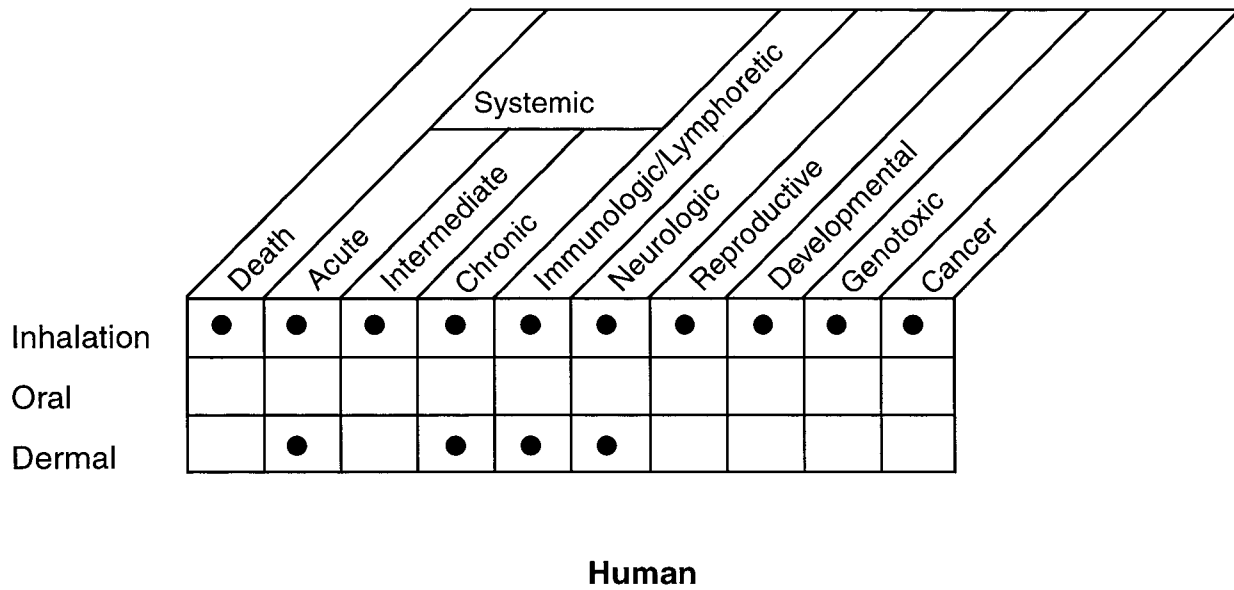 Systemic
Death
Acute
Intermediate
Chronic
Immunologic/Lymphoretic
Neurologic
Reproductive
Developmental
Genotoxic
Cancer
Inhalation
Oral
Dermal
Human